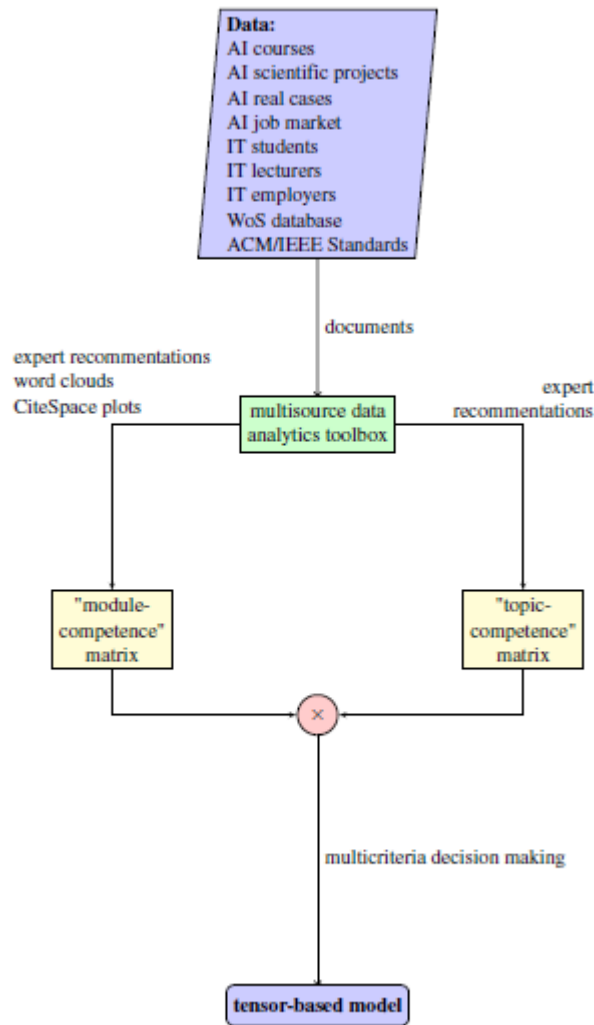 Data:
AI courses
AI scientific projects
AI real cases
AI job market
IT students
IT lecturers
IT employers
WoS database
ACM/IEEE Standards
documents
expert recommentations
word clouds
CiteSpace plots
expert
recommentations
multisource data
analytics toolbox
"module-
competence"
matrix
"topic-
competence"
matrix
×
multicriteria decision making
tensor-based model